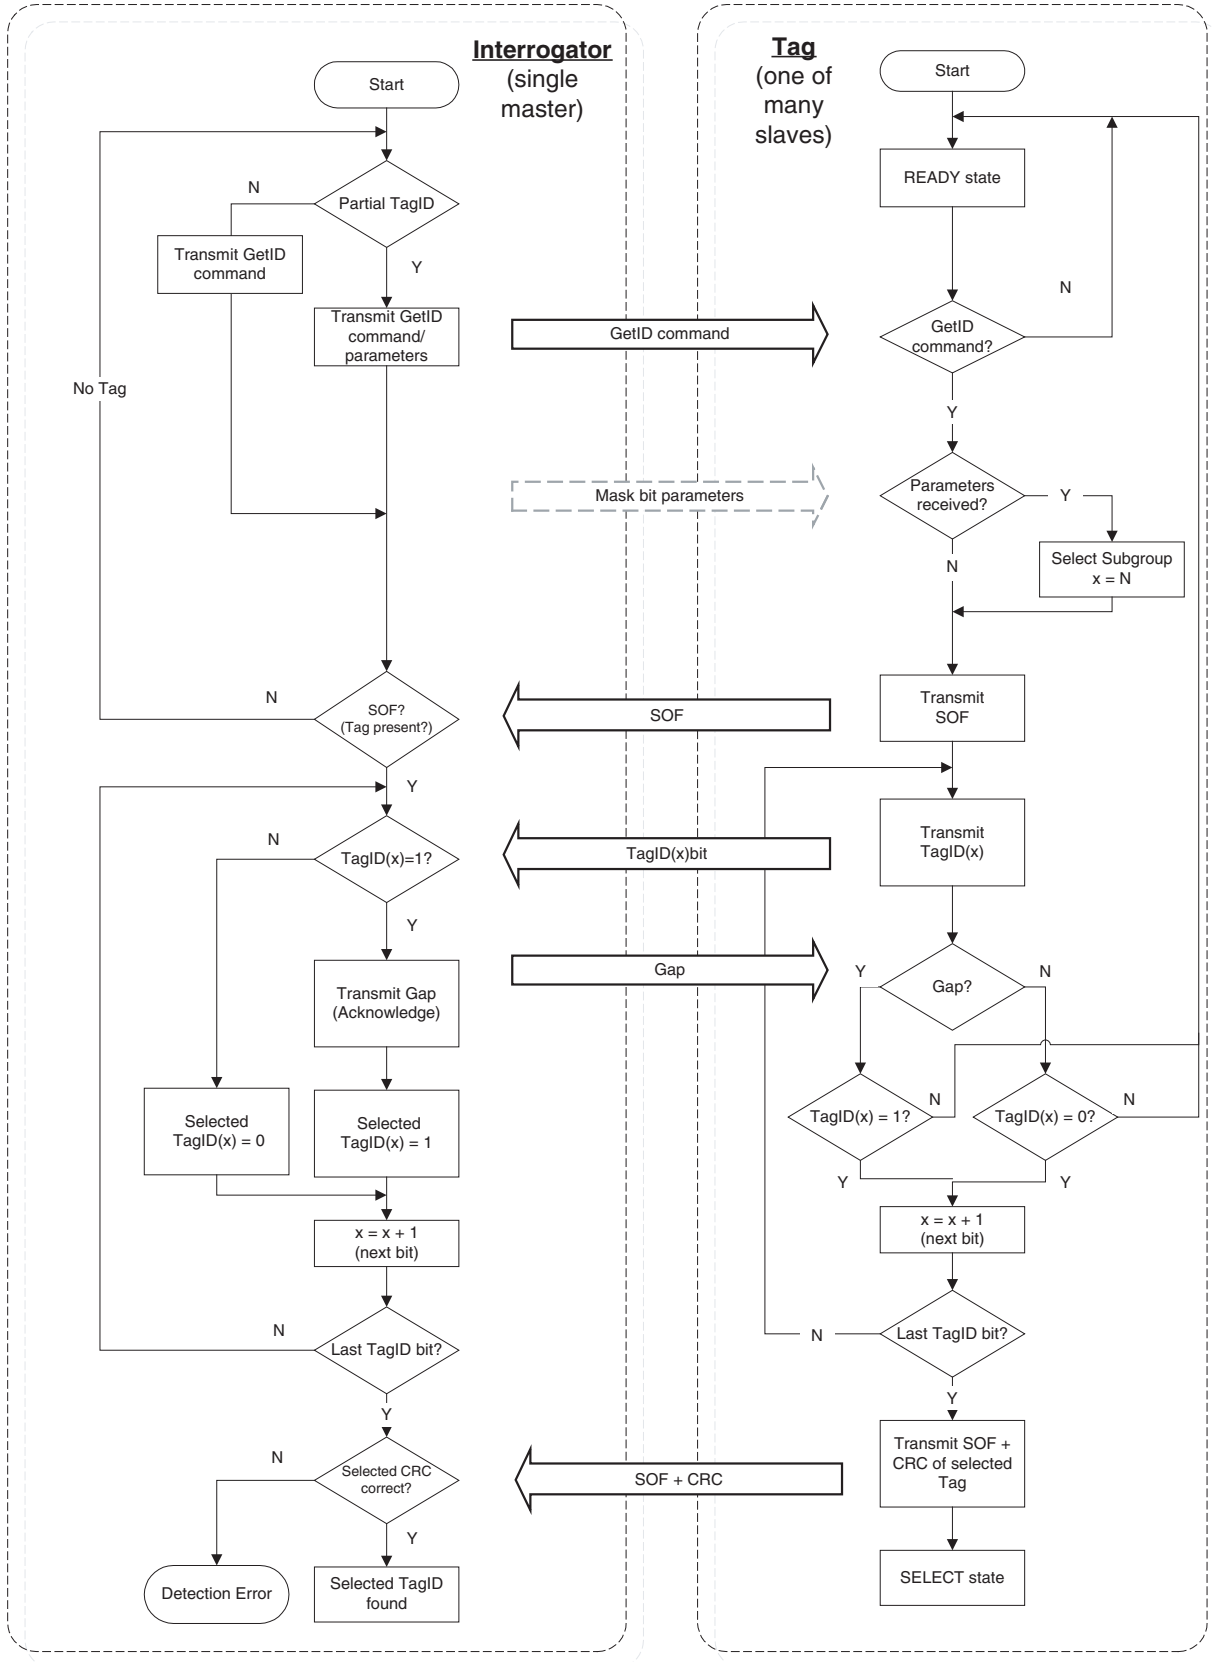 Interrogator
(single
master)
Start
N
Partial TagID
Transmit GetID
command
Y
Transmit GetID
command/
parameters
No Tag
N
SOF?
(Tag present?)
Y
N
TagID(x)=1?
Y
Transmit Gap
(Acknowledge)
Selected
TagID(x) = 0
Selected
TagID(x) = 1
x = x + 1
(next bit)
N
Last TagID bit?
Y
N
Selected CRC
correct?
Y
Detection Error
Selected TagID
found
GetID command
Mask bit parameters
SOF
TagID(x)bit
Gap
SOF + CRC
Tag
(one of
many
slaves)
Start
READY state
N
GetID
command?
Y
Parameters
received?
Y
Select Subgroup
x = N
N
Transmit
SOF
Transmit
TagID(x)
Y
Gap?
N
TagID(x) = 1?
N
TagID(x) = 0?
N
Y
Y
x = x + 1
(next bit)
N
Last TagID bit?
Y
Transmit SOF +
CRC of selected
Tag
SELECT state